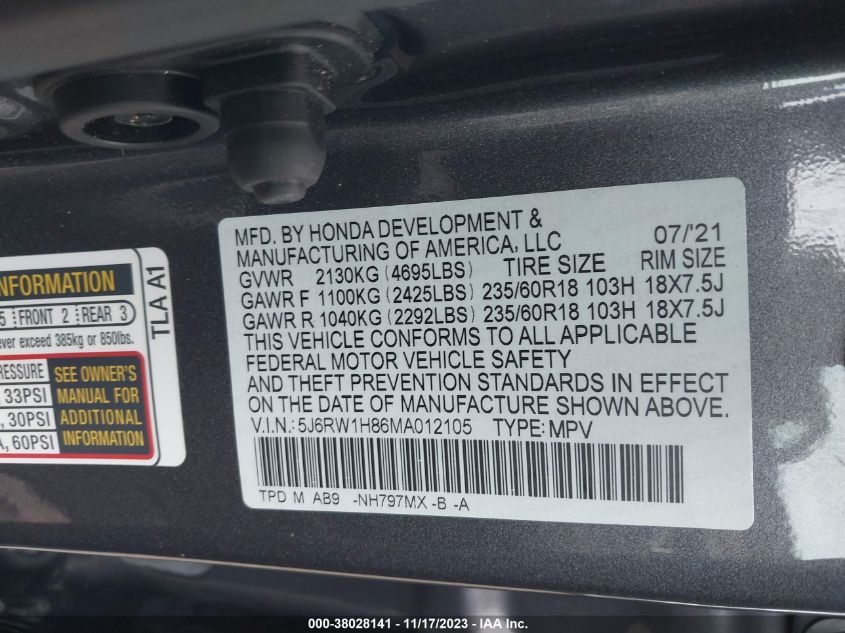 MFD. BY HONDA DEVELOPMENT &
MANUFACTURING OF AMERICA, LLC 07/'21
GVWR 2130KG (4695LBS) TIRE SIZE RIM SIZE
GAWR F 1100KG (2425LBS) 235/60R18 103H 18X7.5J
GAWR R 1040KG (2292LBS) 235/60R18 103H 18X7.5J
THIS VEHICLE CONFORMS TO ALL APPLICABLE
FEDERAL MOTOR VEHICLE SAFETY
AND THEFT PREVENTION STANDARDS IN EFFECT
ON THE DATE OF MANUFACTURE SHOWN ABOVE.
V.I.N.: 5J6RW1H86MA012105 TYPE: MPV
TPD M AB9 -NH797MX -B -A
INFORMATION
5 FRONT 2 REAR 3
ever exceed 385kg or 850lbs.
PRESSURE
, 33PSI
, 30PSI
A, 60PSI
SEE OWNER'S
MANUAL FOR
ADDITIONAL
INFORMATION
TLA A1
000-38028141 - 11/17/2023 - IAA Inc.